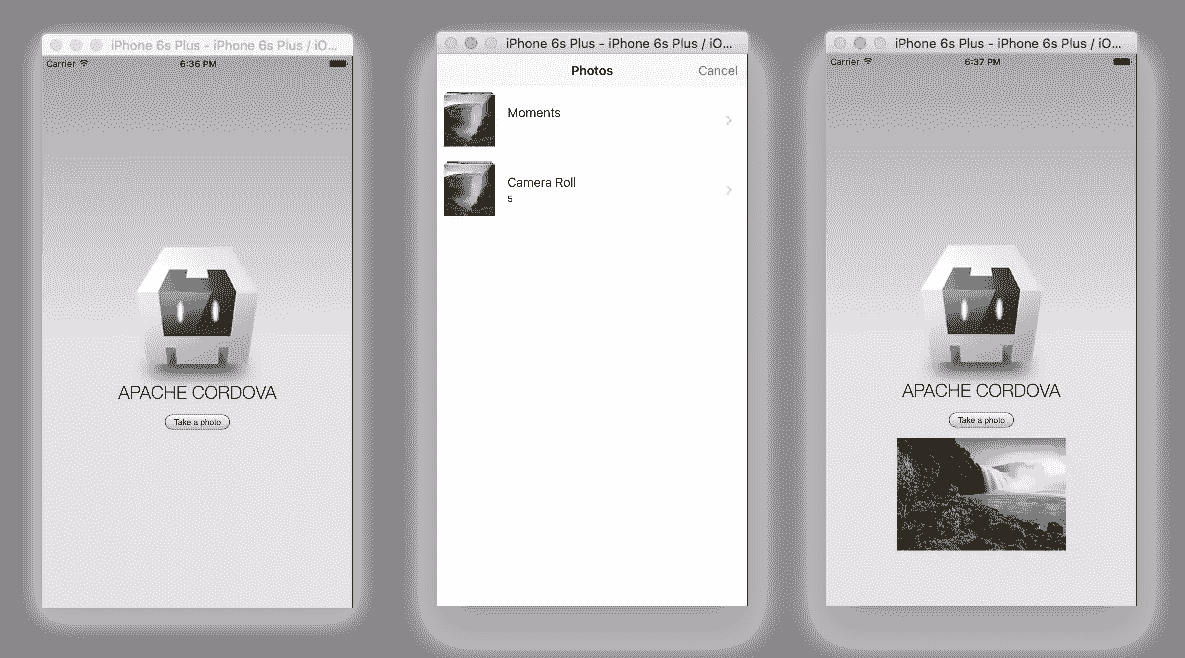 iPhone 6s Plus - iPhone 6s Plus / iO...
Carrier 6:36 PM
APACHE CORDOVA
Take a photo
iPhone 6s Plus - iPhone 6s Plus / iO...
Photos Cancel
Moments
Camera Roll
5
iPhone 6s Plus - iPhone 6s Plus / iO...
Carrier 6:37 PM
APACHE CORDOVA
Take a photo